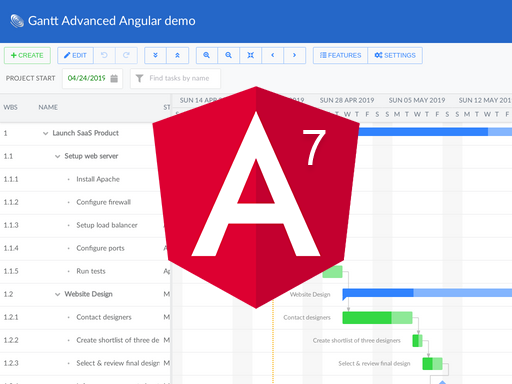 Gantt Advanced Angular demo
+ CREATE EDIT FEATURES SETTINGS
PROJECT START 04/24/2019 Find tasks by name
SUN 14 APR 2019 SUN 28 APR 2019 SUN 05 MAY 2019 SUN 12 MAY
WBS NAME ST T W T F S S M T W T F S S M T W T
A 7
1 Launch SaaS Product
1.1 Setup web server
1.1.1 Install Apache
1.1.2 Configure firewall
1.1.3 Setup load balancer
1.1.4 Configure ports
1.1.5 Run tests
1.2 Website Design Website Design
1.2.1 Contact designers Contact designers
1.2.2 Create shortlist of three de Create shortlist of three designers
1.2.3 Select & review final design Select & review final design